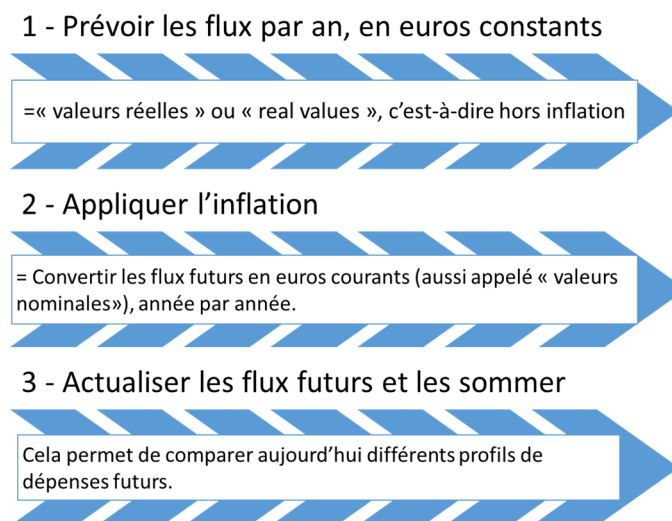 1 - Prévoir les flux par an, en euros constants
=« valeurs réelles » ou « real values », c’est-à-dire hors inflation
2 - Appliquer l’inflation
= Convertir les flux futurs en euros courants (aussi appelé « valeurs
nominales»), année par année.
3 - Actualiser les flux futurs et les sommer
Cela permet de comparer aujourd’hui différents profils de
dépenses futurs.